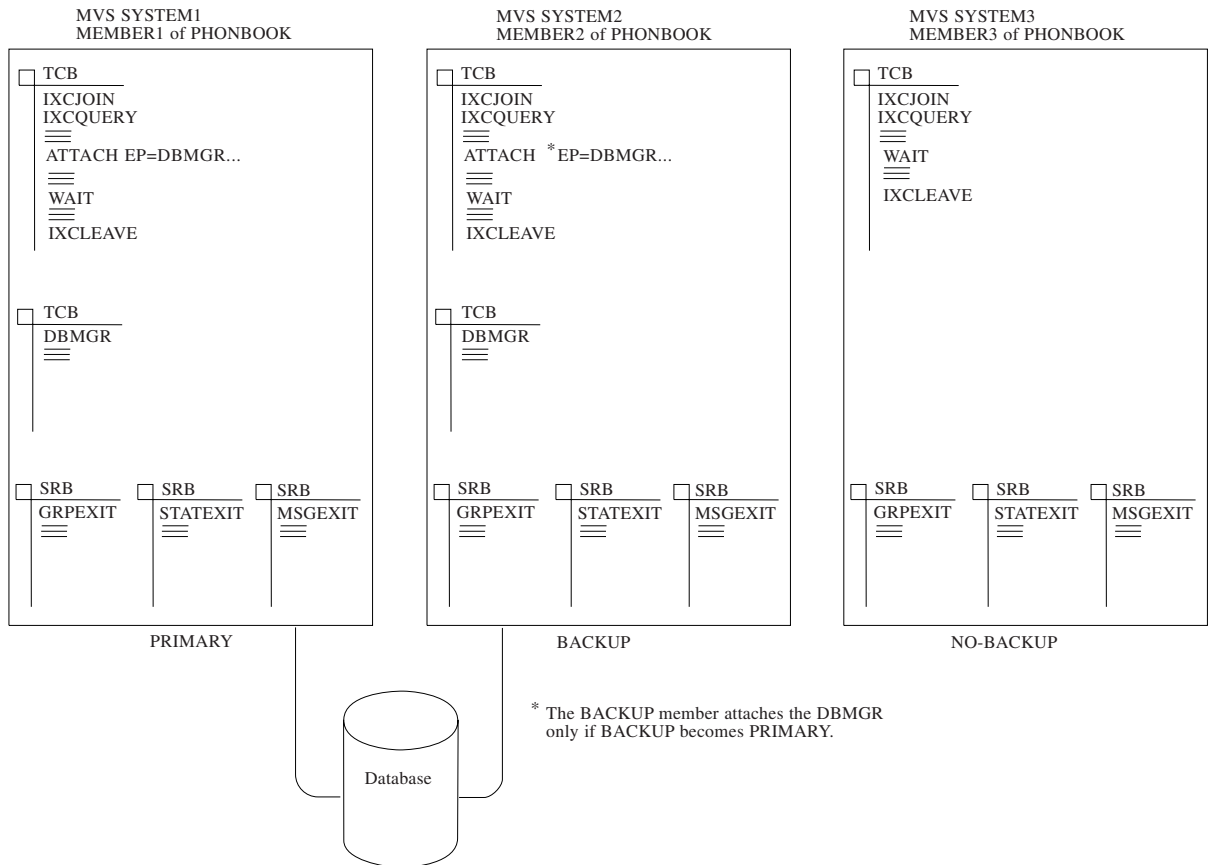 MVS SYSTEM1
MEMBER1 of PHONBOOK
TCB
IXCJOIN
IXCQUERY
ATTACH EP=DBMGR...
WAIT
IXCLEAVE
TCB
DBMGR
SRB
GRPEXIT
SRB
STATEXIT
SRB
MSGEXIT
PRIMARY
MVS SYSTEM2
MEMBER2 of PHONBOOK
TCB
IXCJOIN
IXCQUERY
ATTACH *EP=DBMGR...
WAIT
IXCLEAVE
TCB
DBMGR
SRB
GRPEXIT
SRB
STATEXIT
SRB
MSGEXIT
BACKUP
MVS SYSTEM3
MEMBER3 of PHONBOOK
TCB
IXCJOIN
IXCQUERY
WAIT
IXCLEAVE
SRB
GRPEXIT
SRB
STATEXIT
SRB
MSGEXIT
NO-BACKUP
Database
* The BACKUP member attaches the DBMGR
only if BACKUP becomes PRIMARY.